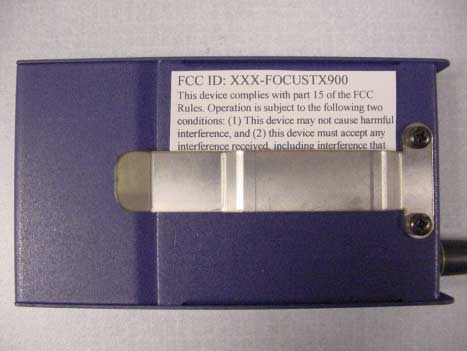 FCC ID: XXX-FOCUSTX900
This device complies with part 15 of the FCC
Rules. Operation is subject to the following two
conditions: (1) This device may not cause harmful
interference, and (2) this device must accept any
interference received, including interference that